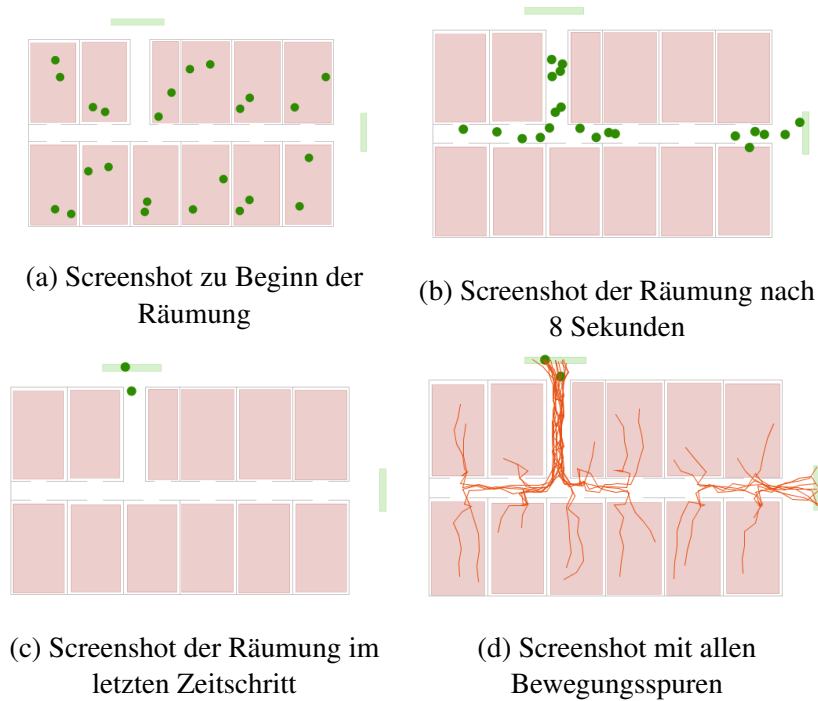 (a) Screenshot zu Beginn der
Räumung
(b) Screenshot der Räumung nach
8 Sekunden
(c) Screenshot der Räumung im
letzten Zeitschritt
(d) Screenshot mit allen
Bewegungsspuren